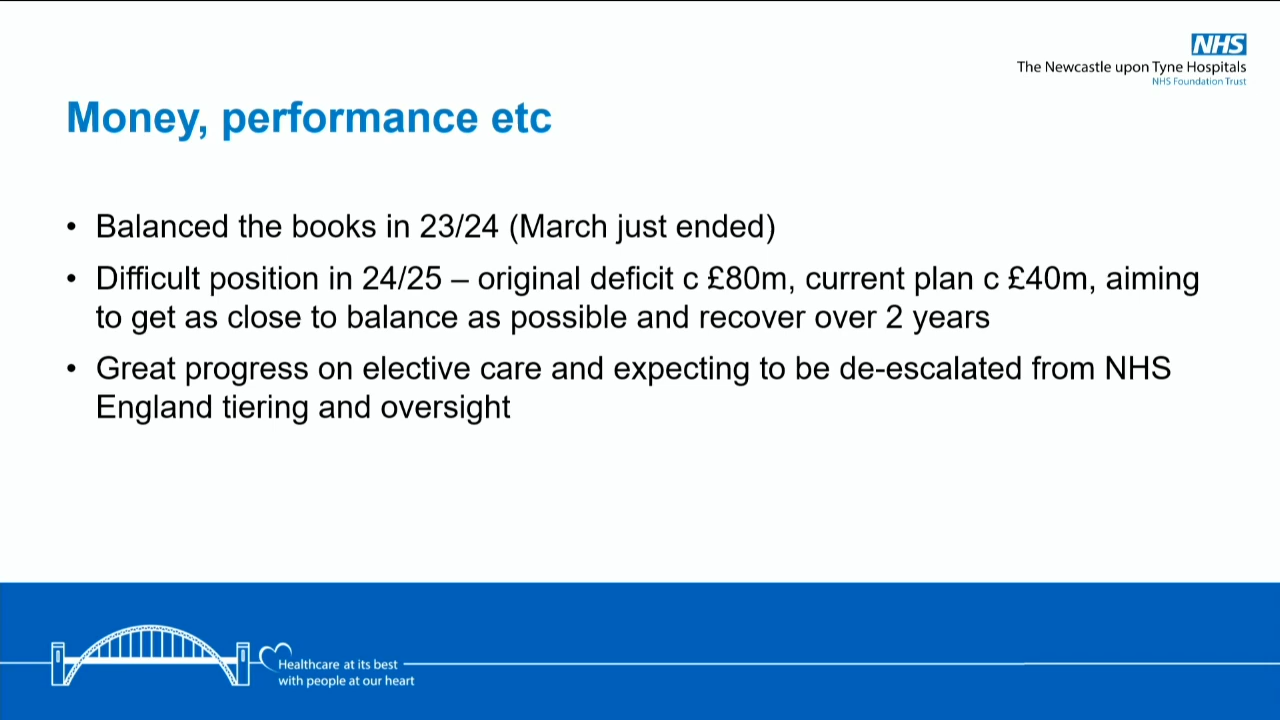 NHS
The Newcastle upon Tyne Hospitals
NHS Foundation Trust
Money, performance etc
• Balanced the books in 23/24 (March just ended)
• Difficult position in 24/25 – original deficit c £80m, current plan c £40m, aiming
to get as close to balance as possible and recover over 2 years
• Great progress on elective care and expecting to be de-escalated from NHS
England tiering and oversight
Healthcare at its best
with people at our heart